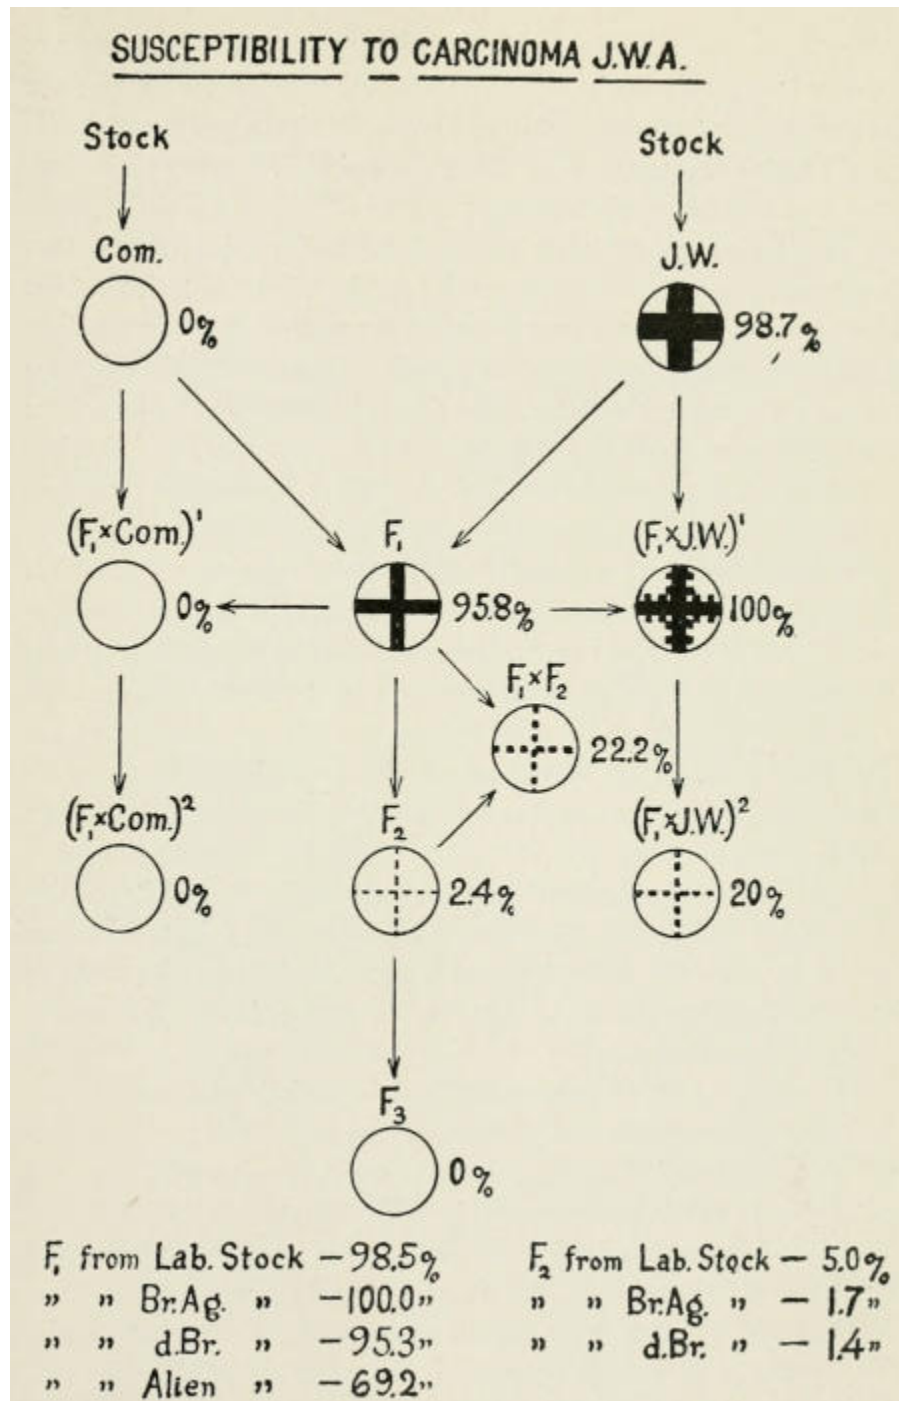 SUSCEPTIBILITY TO CARCINOMA J.W.A.
Stock Stock
Com. J.W.
0% 98.7%
(F₁×Com.)¹ F₁ (F₁×J.W.)¹
0% 95.8% 100%
F₁×F₂
22.2%
(F₁×Com.)² F₂ (F₁×J.W.)²
0% 2.4% 20%
F₃
0%
F₁ from Lab. Stock – 98.5% F₂ from Lab. Stock – 5.0%
" " Br.Ag. " – 100.0 " " " Br.Ag. " – 1.7 "
" " d.Br. " – 95.3 " " " d.Br. " – 1.4 "
" " Alien " – 69.2 "